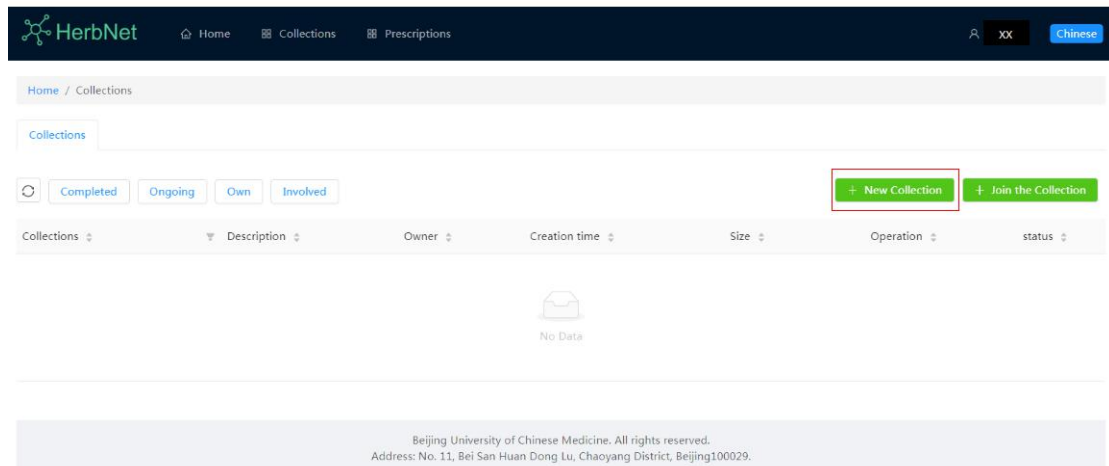 HerbNet Home Collections Prescriptions XX Chinese
Home / Collections
Collections
Completed Ongoing Own Involved + New Collection + Join the Collection
Collections Description Owner Creation time Size Operation status
No Data
Beijing University of Chinese Medicine. All rights reserved.
Address: No. 11, Bei San Huan Dong Lu, Chaoyang District, Beijing100029.